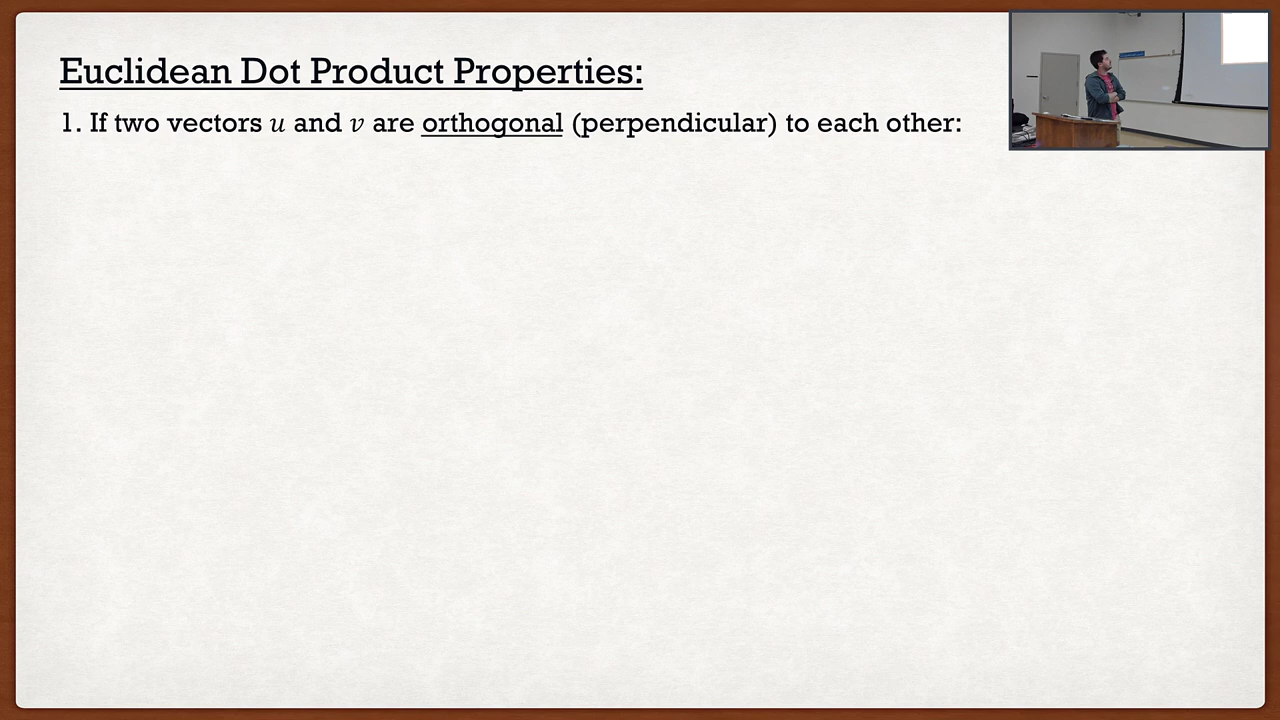 Euclidean Dot Product Properties:
1. If two vectors u and v are orthogonal (perpendicular) to each other: